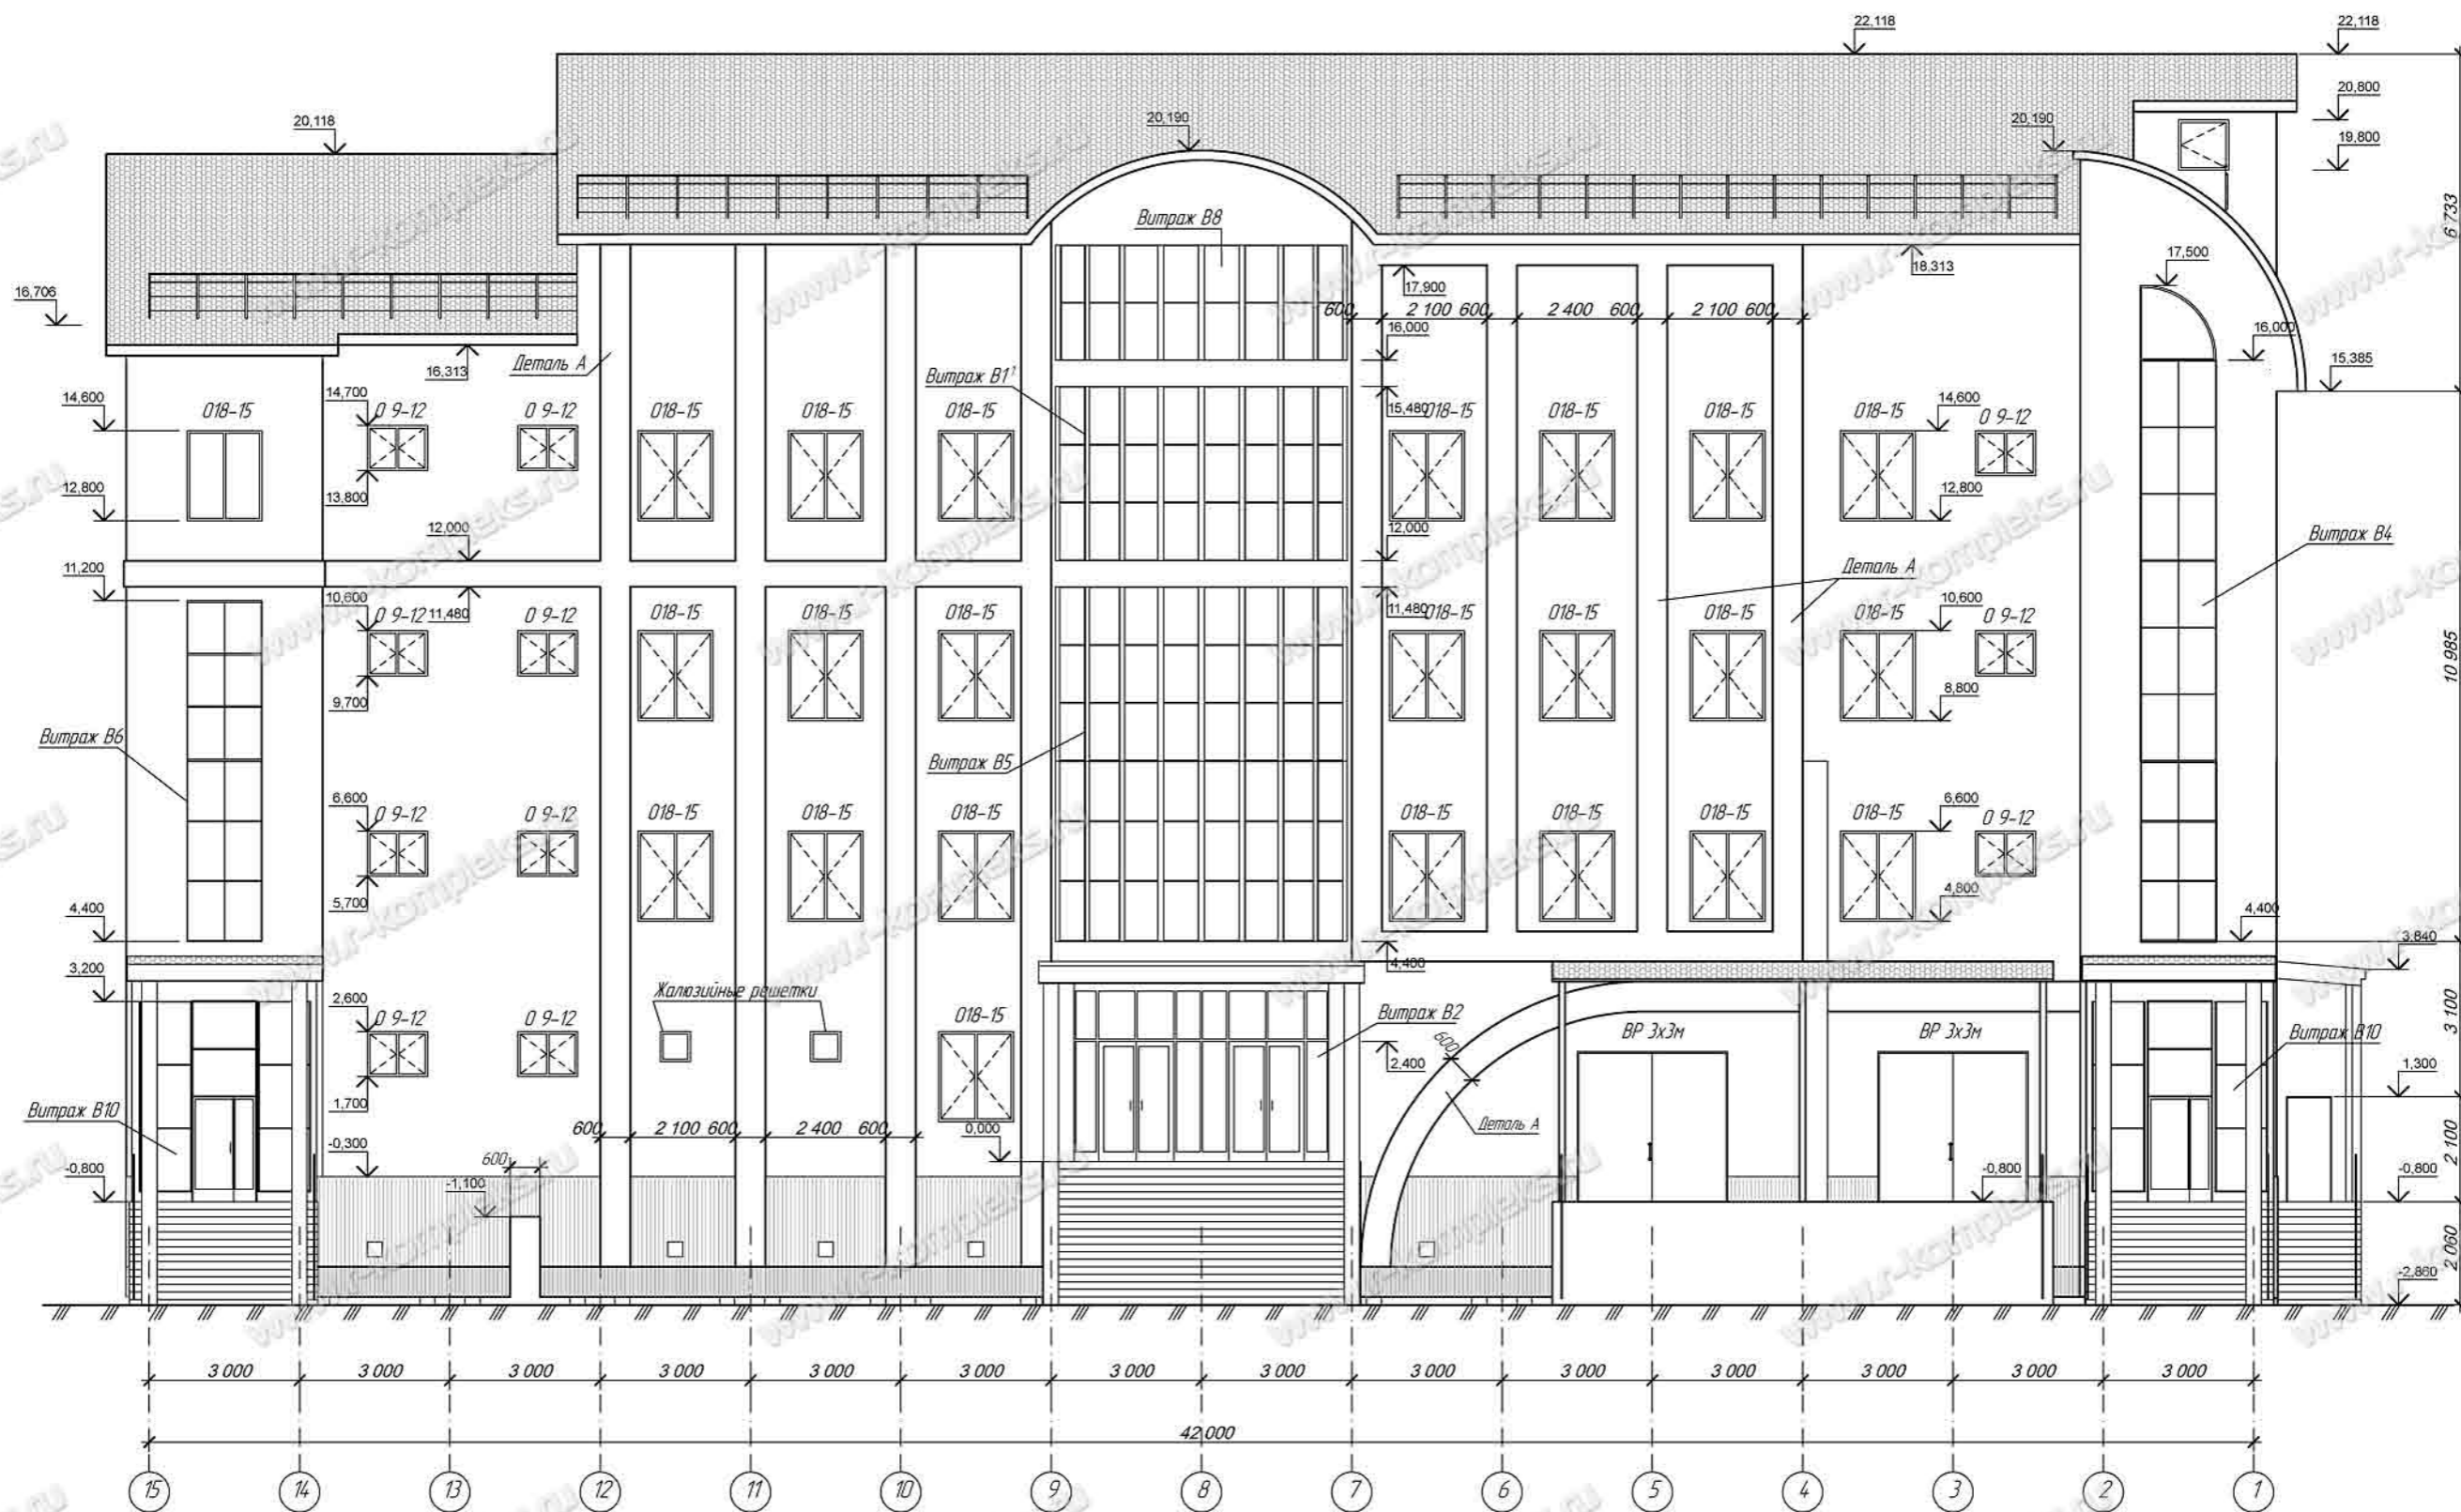 22,118
22,118
20,800
20,118
20,190
20,190
19,800
6 733
Витраж В8
17,500
18,313
16,706
17,900
600 2 100 600 2 400 600 2 100 600
16,000
16,000
16,313
Деталь А
Витраж В1'
15,385
14,600
14,700
14,600
15,480
О18-15
О 9-12
О 9-12
О18-15
О18-15
О18-15
О18-15
О18-15
О18-15
О18-15
О 9-12
12,800
13,800
12,800
12,000
12,000
Витраж В4
11,200
Деталь А
10,600
11,480
11,480
10,600
О 9-12
О 9-12
О18-15
О18-15
О18-15
О18-15
О18-15
О18-15
О18-15
О 9-12
10 985
9,700
8,800
Витраж В6
Витраж В5
6,600
6,600
О 9-12
О 9-12
О18-15
О18-15
О18-15
О18-15
О18-15
О18-15
О18-15
О 9-12
5,700
4,800
4,400
4,400
4,400
3,840
3,200
Жалюзийные решетки
2,600
О 9-12
О 9-12
О18-15
Витраж В2
ВР 3х3м
ВР 3х3м
Витраж В10
3 100
600
2,400
1,300
Витраж В10
1,700
Деталь А
600 2 100 600 2 400 600
0,000
-0,300
600
2 100
-0,800
-0,800
-0,800
-1,100
2 060
-2,860
3 000 3 000 3 000 3 000 3 000 3 000 3 000 3 000 3 000 3 000 3 000 3 000 3 000 3 000
42 000
15 14 13 12 11 10 9 8 7 6 5 4 3 2 1
www.r-kompleks.ru